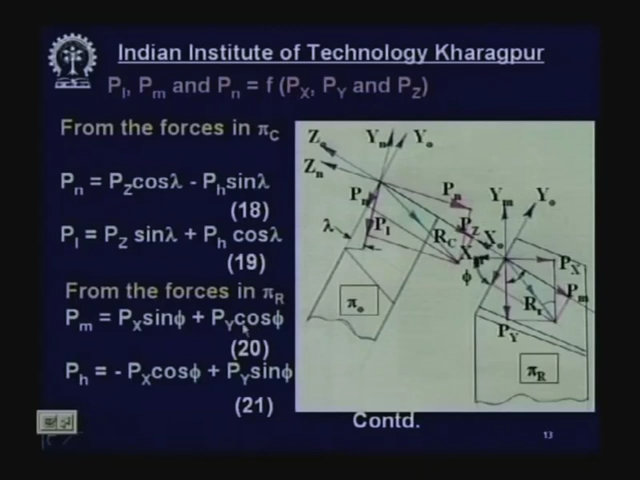 Indian Institute of Technology Kharagpur
Pl, Pm and Pn = f (PX, PY and PZ)
From the forces in πC
Pn = PZcosλ - Phsinλ
(18)
Pl = PZ sinλ + Ph cosλ
(19)
From the forces in πR
Pm = PXsinϕ + PYcosϕ
(20)
Ph = - PXcosϕ + PYsinϕ
(21)
Zo
Yn
Yo
Zn
Pn
Ym
Yo
Pl
λ
PZ
RC
Xo
PX
ϕ
Pm
πo
Rr
PY
πR
Contd.
13